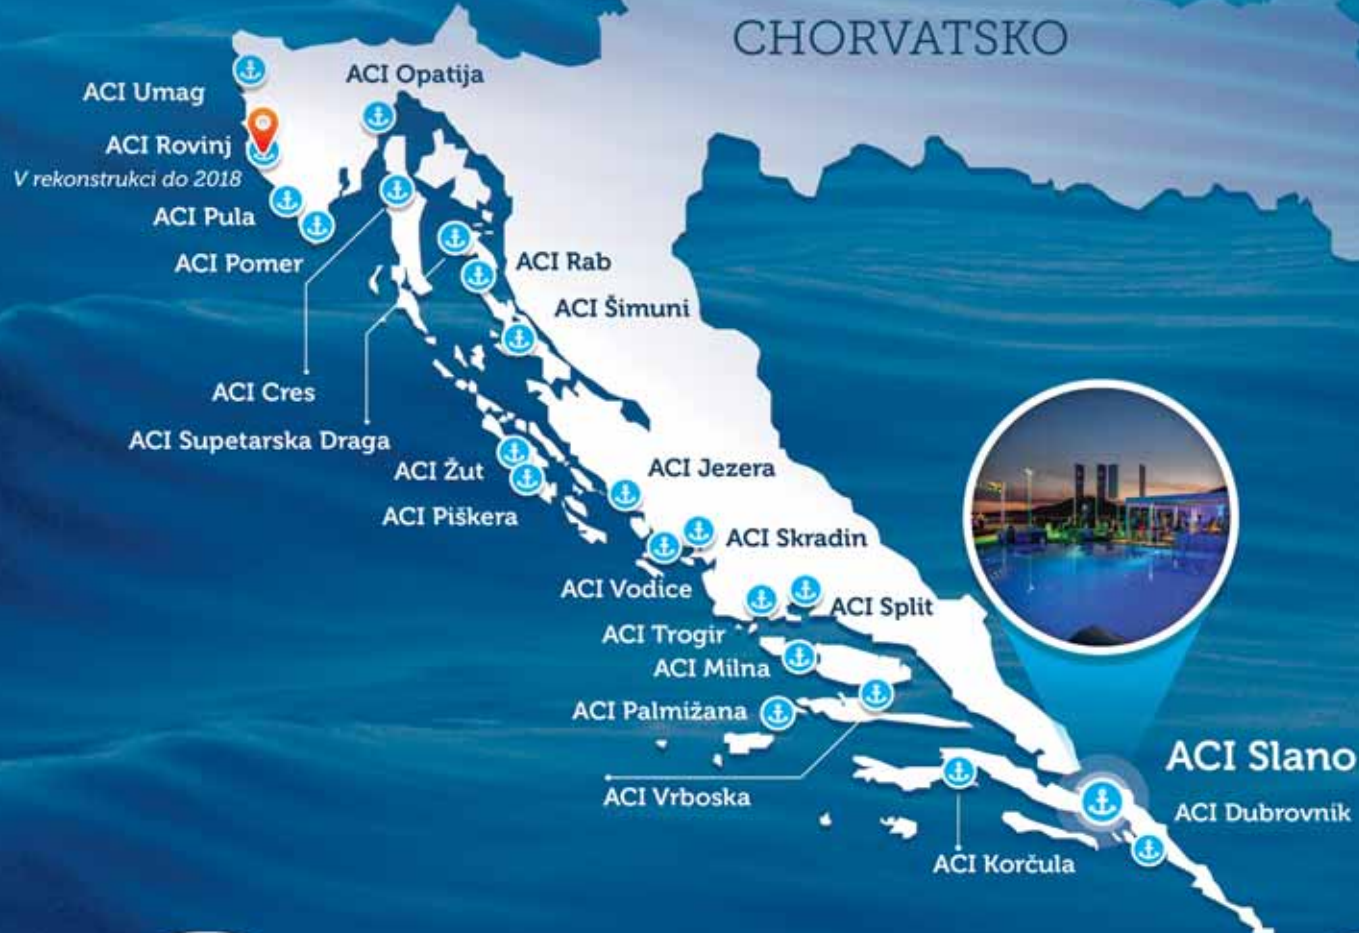 CHORVATSKO
ACI Opatija
ACI Umag
ACI Rovinj
V rekonstrukci do 2018
ACI Pula
ACI Pomer
ACI Rab
ACI Šimuni
ACI Cres
ACI Supetarska Draga
ACI Žut
ACI Jezera
ACI Piškera
ACI Skradin
ACI Vodice
ACI Split
ACI Trogir
ACI Milna
ACI Palmižana
ACI Slano
ACI Vrboska
ACI Dubrovnik
ACI Korčula